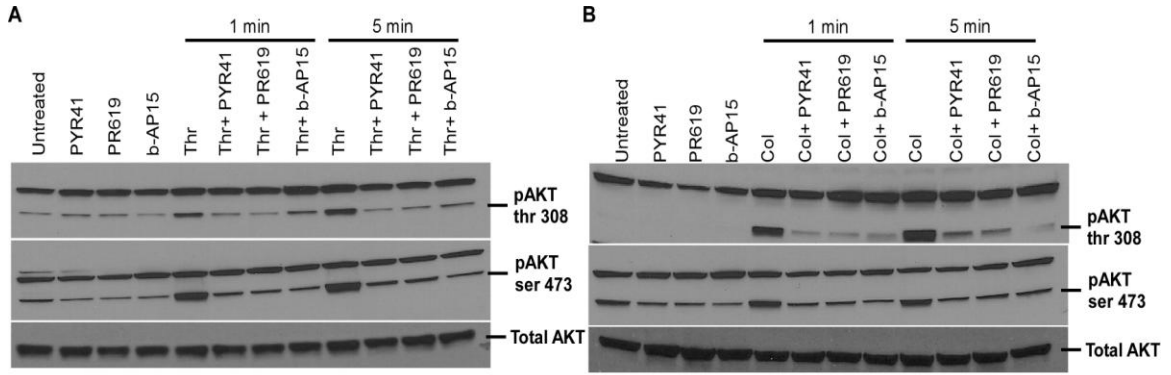 A
1 min
5 min
Untreated
PYR41
PR619
b-AP15
Thr
Thr+ PYR41
Thr + PR619
Thr+ b-AP15
Thr
Thr+ PYR41
Thr + PR619
Thr+ b-AP15
pAKT
thr 308
pAKT
ser 473
Total AKT
B
1 min
5 min
Untreated
PYR41
PR619
b-AP15
Col
Col+ PYR41
Col + PR619
Col+ b-AP15
Col
Col+ PYR41
Col + PR619
Col+ b-AP15
pAKT
thr 308
pAKT
ser 473
Total AKT